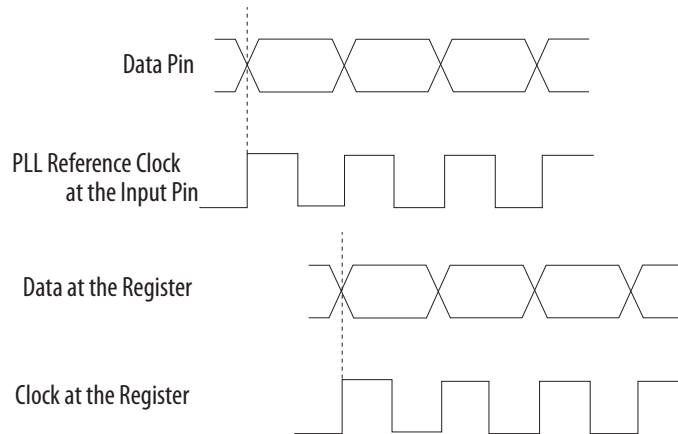 Data Pin
PLL Reference Clock
at the Input Pin
Data at the Register
Clock at the Register